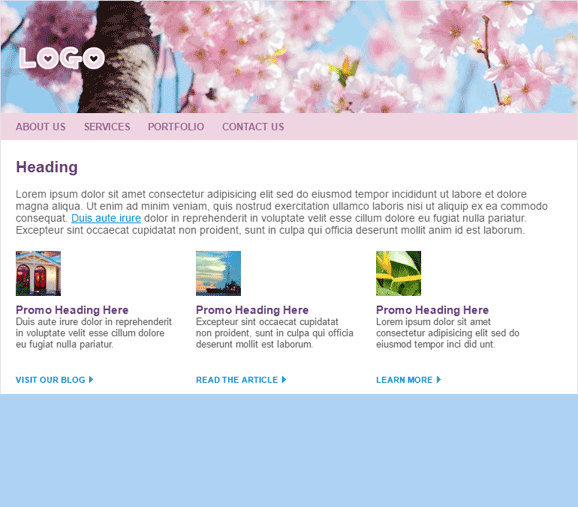 LOGO
ABOUT US SERVICES PORTFOLIO CONTACT US
Heading
Lorem ipsum dolor sit amet consectetur adipisicing elit sed do eiusmod tempor incididunt ut labore et dolore
magna aliqua. Ut enim ad minim veniam, quis nostrud exercitation ullamco laboris nisi ut aliquip ex ea commodo
consequat. Duis aute irure dolor in reprehenderit in voluptate velit esse cillum dolore eu fugiat nulla pariatur.
Excepteur sint occaecat cupidatat non proident, sunt in culpa qui officia deserunt mollit anim id est laborum.
Promo Heading Here
Duis aute irure dolor in reprehenderit
in voluptate velit esse cillum dolore
eu fugiat nulla pariatur.
VISIT OUR BLOG
Promo Heading Here
Excepteur sint occaecat cupidatat
non proident, sunt in culpa qui officia
deserunt mollit est laborum.
READ THE ARTICLE
Promo Heading Here
Lorem ipsum dolor sit amet
consectetur adipisicing elit sed do
eiusmod tempor inci did unt.
LEARN MORE